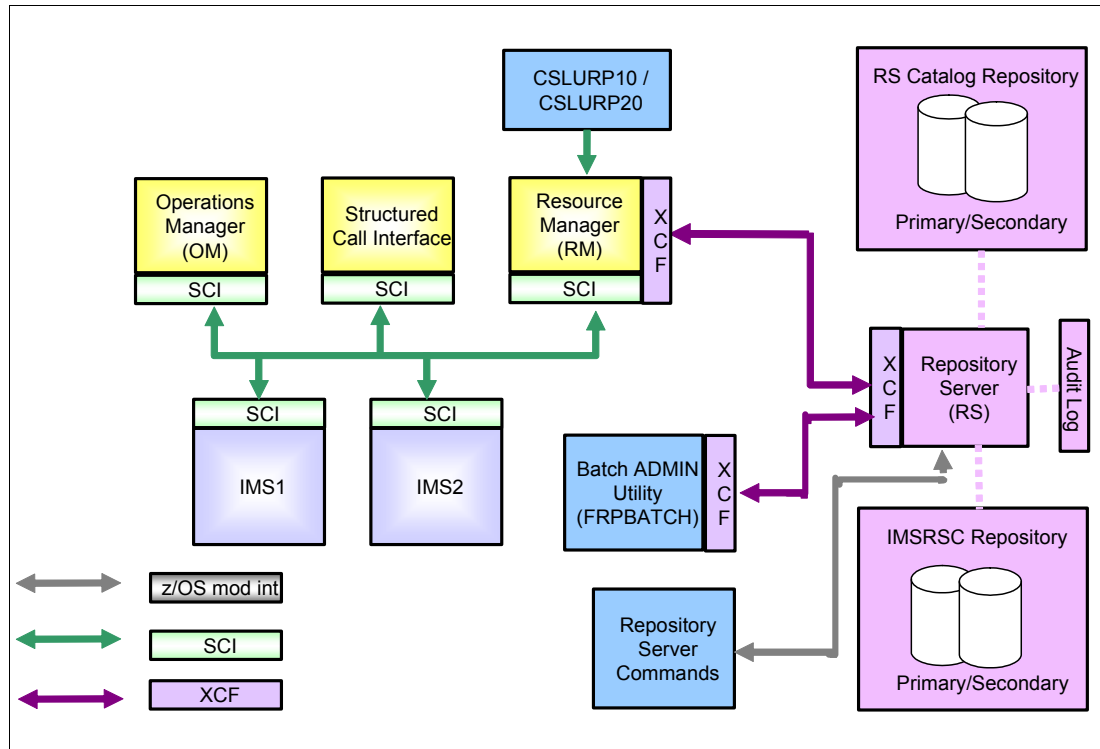 CSLURP10 /
CSLURP20
RS Catalog Repository
Primary/Secondary
Operations
Manager
(OM)
SCI
Structured
Call Interface
SCI
Resource
Manager
(RM)
SCI
X
C
F
X
C
F
Repository
Server
(RS)
Audit Log
SCI
IMS1
SCI
IMS2
Batch ADMIN
Utility
(FRPBATCH)
X
C
F
IMSRSC Repository
Primary/Secondary
Repository
Server
Commands
z/OS mod int
SCI
XCF